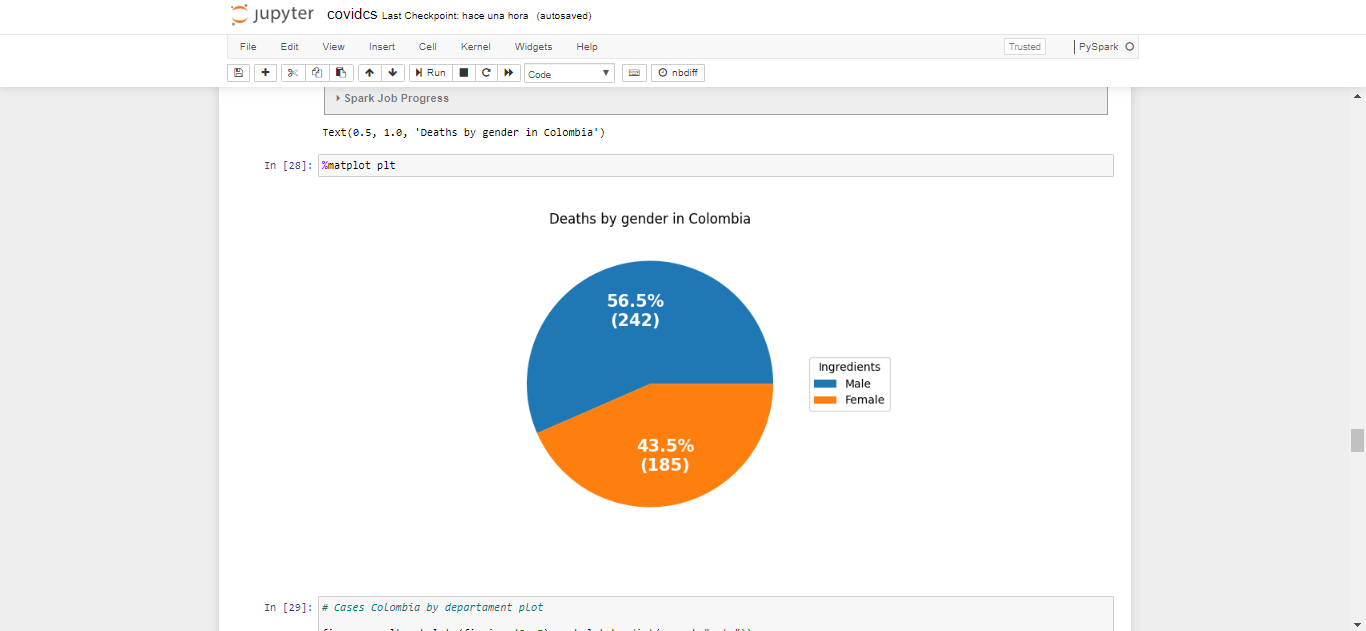 jupyter covidcs Last Checkpoint: hace una hora (autosaved)
File Edit View Insert Cell Kernel Widgets Help Trusted PySpark
Run Code nbdiff
Spark Job Progress
Text(0.5, 1.0, 'Deaths by gender in Colombia')
In [28]: %matplot plt
Deaths by gender in Colombia
56.5%
(242)
Ingredients
Male
Female
43.5%
(185)
In [29]: # Cases Colombia by departament plot